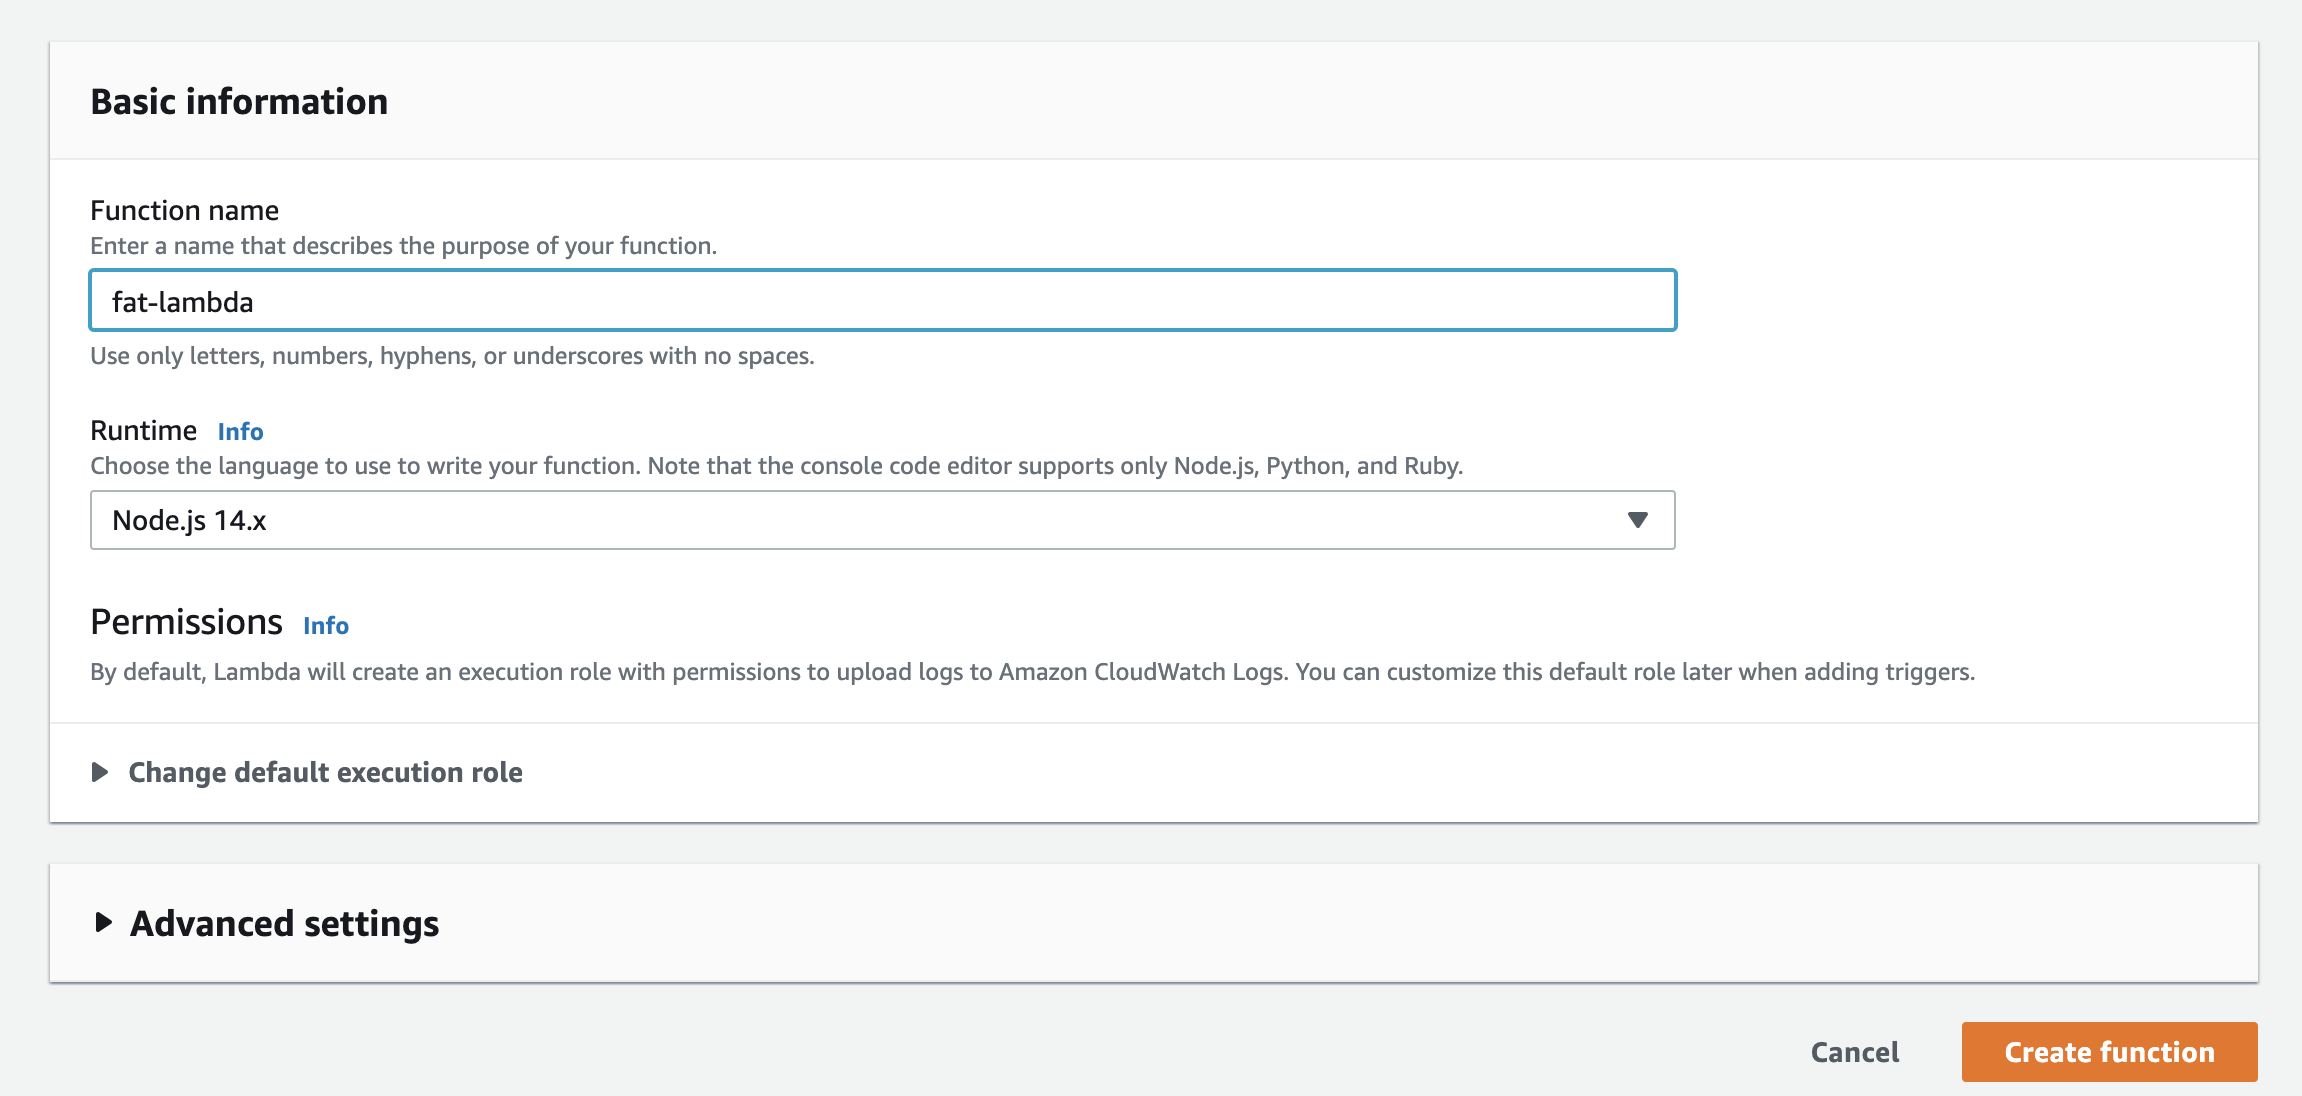 Basic information
Function name
Enter a name that describes the purpose of your function.
fat-lambda
Use only letters, numbers, hyphens, or underscores with no spaces.
Runtime Info
Choose the language to use to write your function. Note that the console code editor supports only Node.js, Python, and Ruby.
Node.js 14.x
Permissions Info
By default, Lambda will create an execution role with permissions to upload logs to Amazon CloudWatch Logs. You can customize this default role later when adding triggers.
Change default execution role
Advanced settings
Cancel Create function